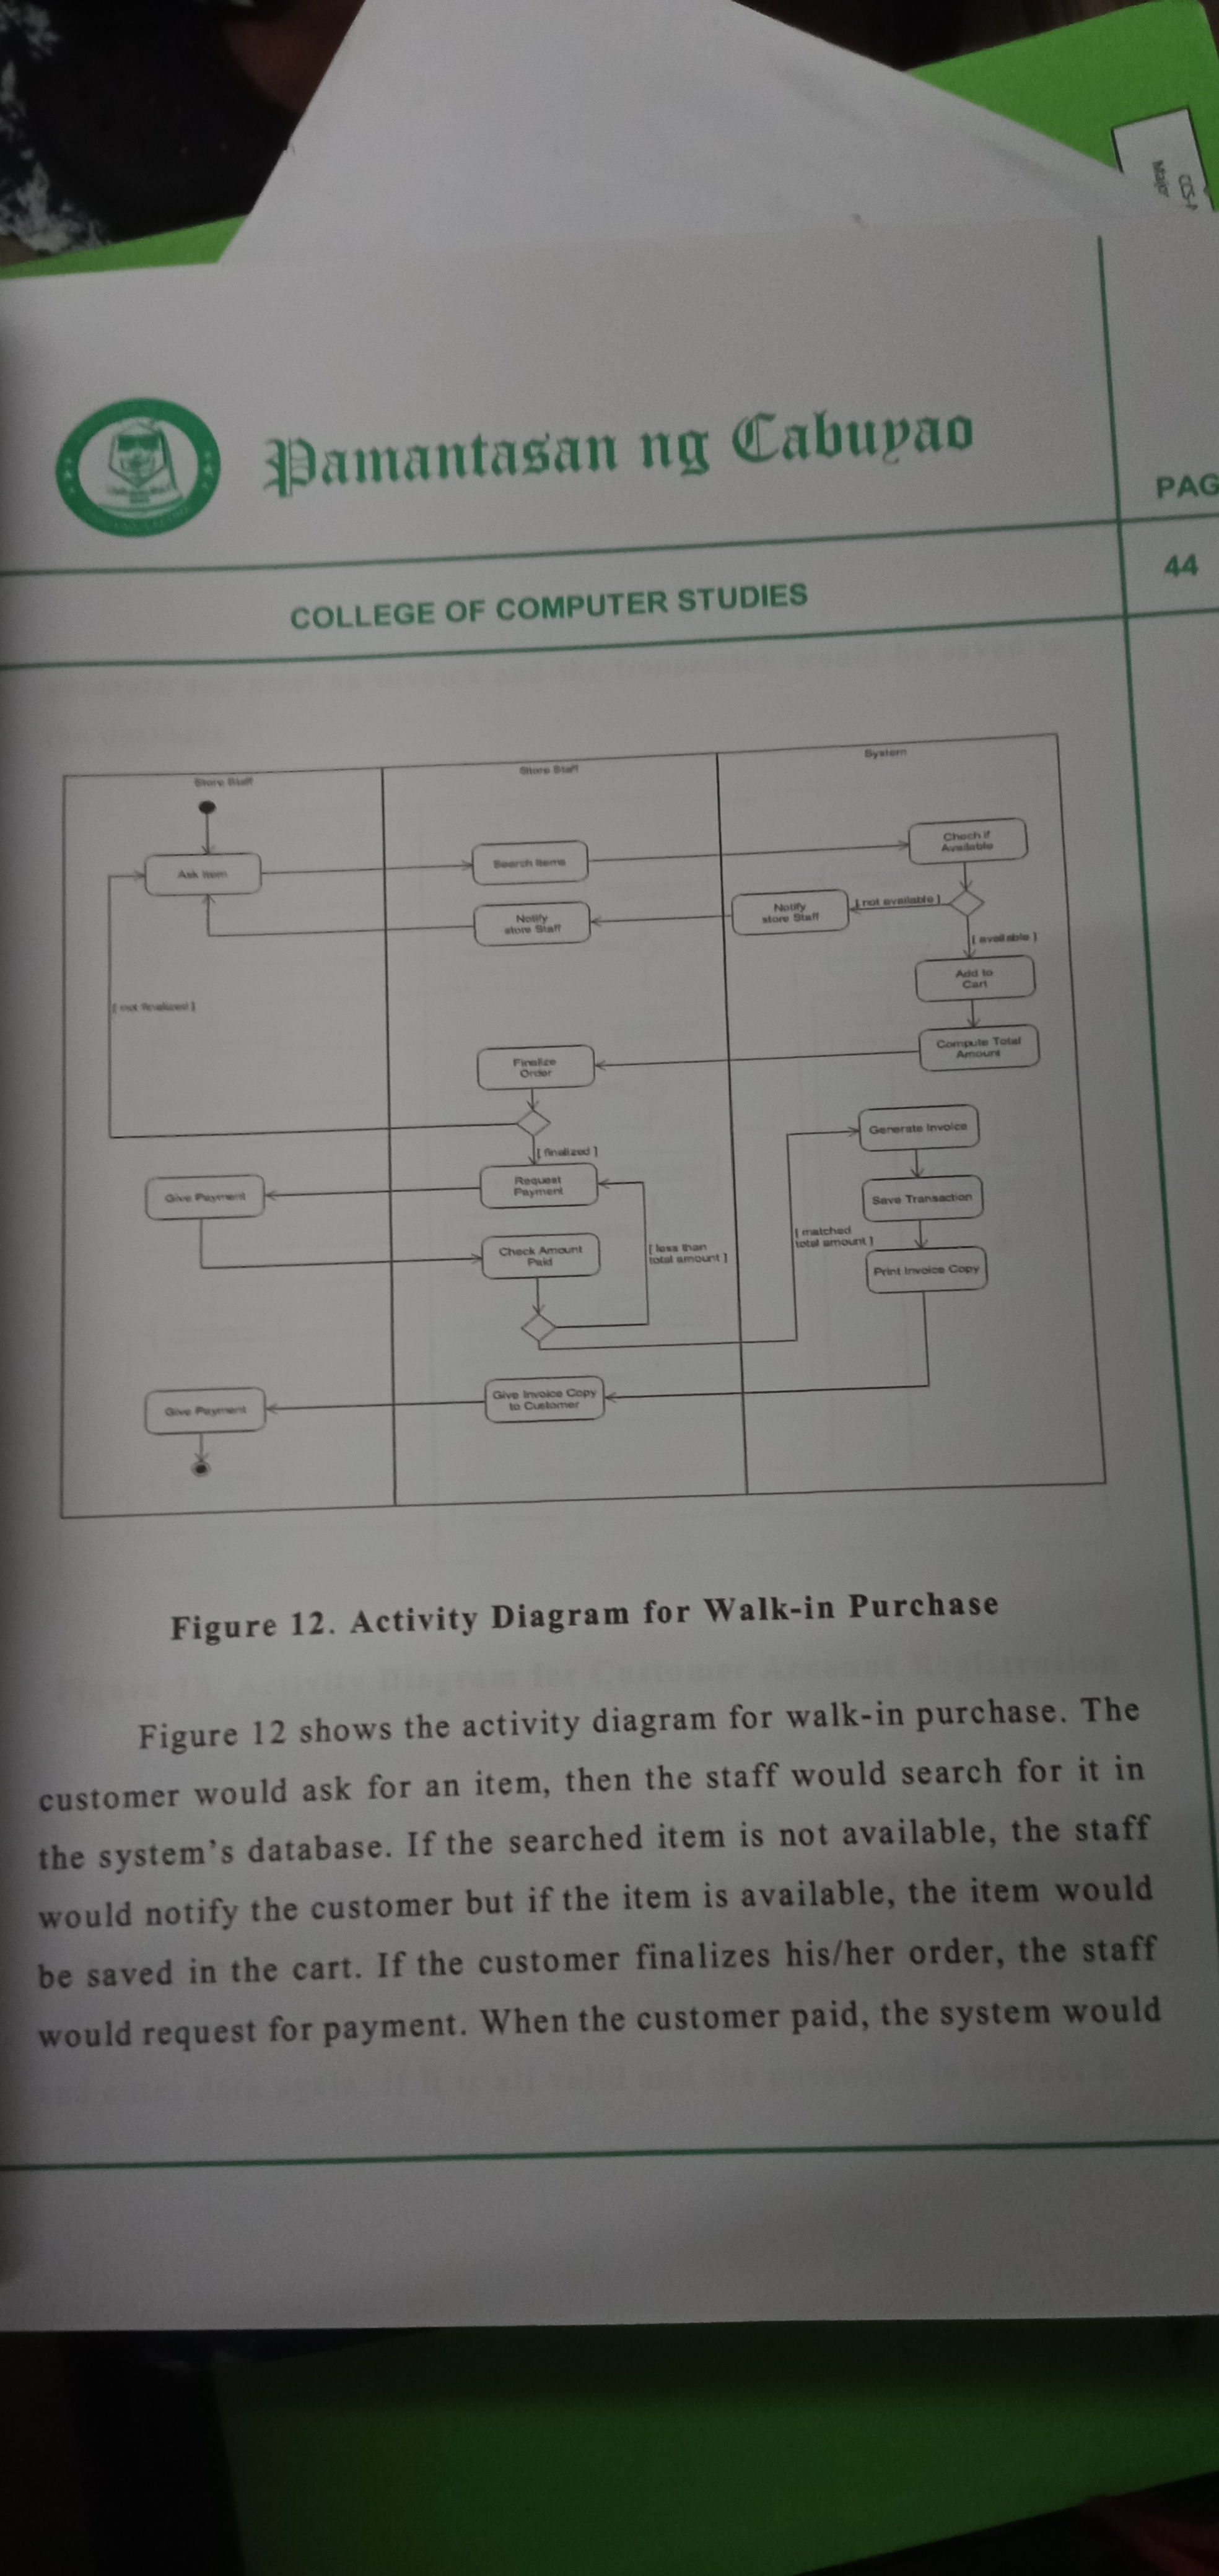 CCS-
Major
Pamantasan ng Cabuyao
PAG
44
COLLEGE OF COMPUTER STUDIES
Store Staff
Store Staff
System
Ask Item
Search Items
Chech if
Available
Notify
store Staff
Notify
store Staff
[ not available ]
[ available ]
Add to
Cart
[ not finalized ]
Finalize
Order
Compute Total
Amount
[ finalized ]
Generate Invoice
Give Payment
Request
Payment
Save Transaction
Check Amount
Paid
[ less than
total amount ]
[ matched
total amount ]
Print Invoice Copy
Give Payment
Give Invoice Copy
to Customer
Figure 12. Activity Diagram for Walk-in Purchase
Figure 12 shows the activity diagram for walk-in purchase. The
customer would ask for an item, then the staff would search for it in
the system's database. If the searched item is not available, the staff
would notify the customer but if the item is available, the item would
be saved in the cart. If the customer finalizes his/her order, the staff
would request for payment. When the customer paid, the system would